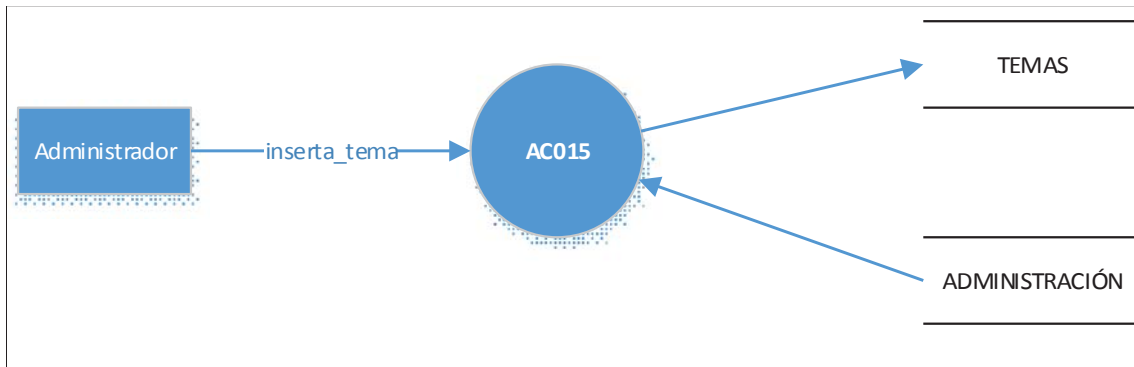 TEMAS
Administrador
inserta_tema
AC015
ADMINISTRACIÓN